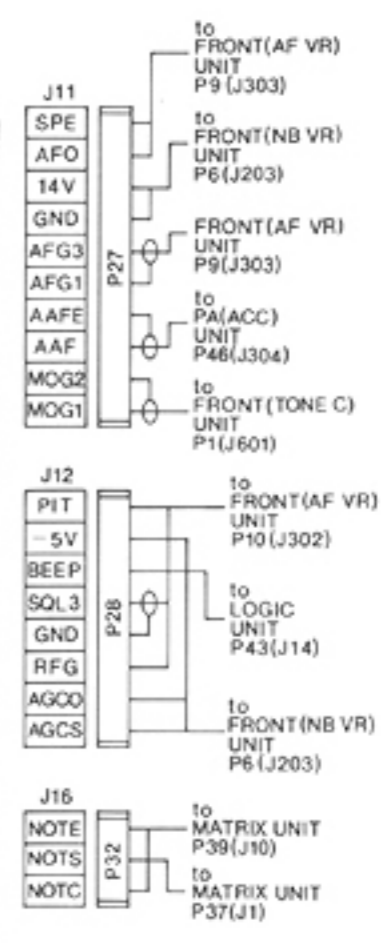 J11
SPE
AFO
14V
GND
AFG3
AFG1
AAFE
AAF
MOG2
MOG1
P27
to
FRONT(AF VR)
UNIT
P9(J303)
to
FRONT(NB VR)
UNIT
P6(J203)
FRONT(AF VR)
UNIT
P9(J303)
to
PA(ACC)
UNIT
P46(J304)
to
FRONT(TONE C)
UNIT
P1(J601)
J12
PIT
-5V
BEEP
SQL3
GND
RFG
AGCO
AGCS
P28
to
FRONT(AF VR)
UNIT
P10(J302)
to
LOGIC
UNIT
P43(J14)
to
FRONT(NB VR)
UNIT
P6(J203)
J16
NOTE
NOTS
NOTC
P32
to
MATRIX UNIT
P39(J10)
to
MATRIX UNIT
P37(J1)